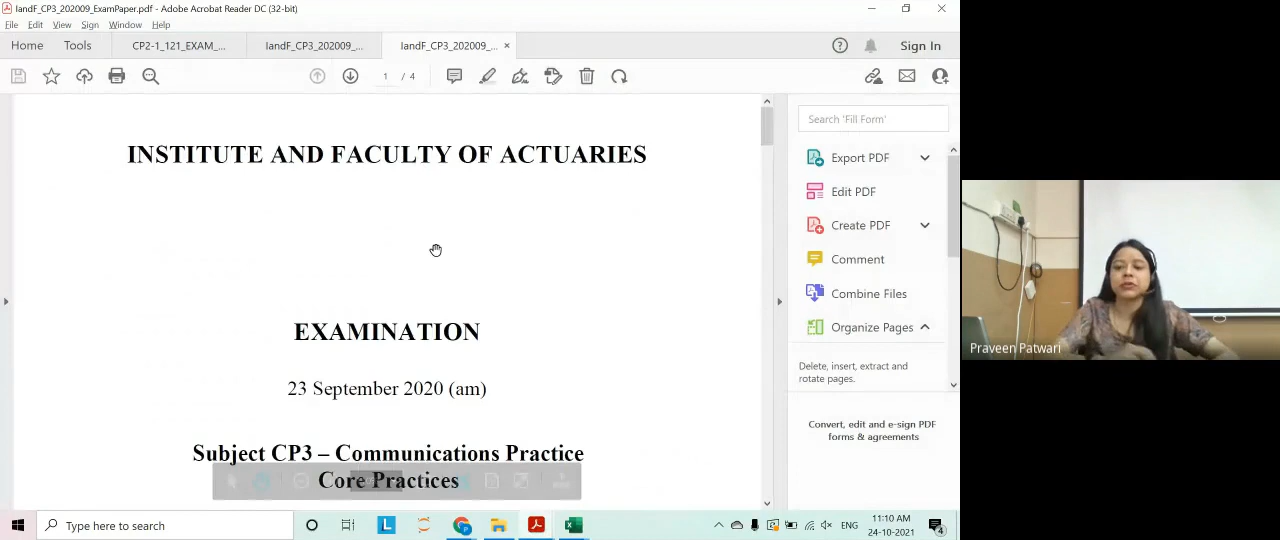 IandF_CP3_202009_ExamPaper.pdf - Adobe Acrobat Reader DC (32-bit)
File Edit View Sign Window Help
Home Tools CP2-1_121_EXAM_... IandF_CP3_202009_... IandF_CP3_202009_... × Sign In
1 / 4
INSTITUTE AND FACULTY OF ACTUARIES
EXAMINATION
23 September 2020 (am)
Subject CP3 – Communications Practice
Core Practices
Search 'Fill Form'
Export PDF
Edit PDF
Create PDF
Comment
Combine Files
Organize Pages
Delete, insert, extract and
rotate pages.
Convert, edit and e-sign PDF
forms & agreements
Praveen Patwari
Type here to search
ENG
11:10 AM
24-10-2021
4